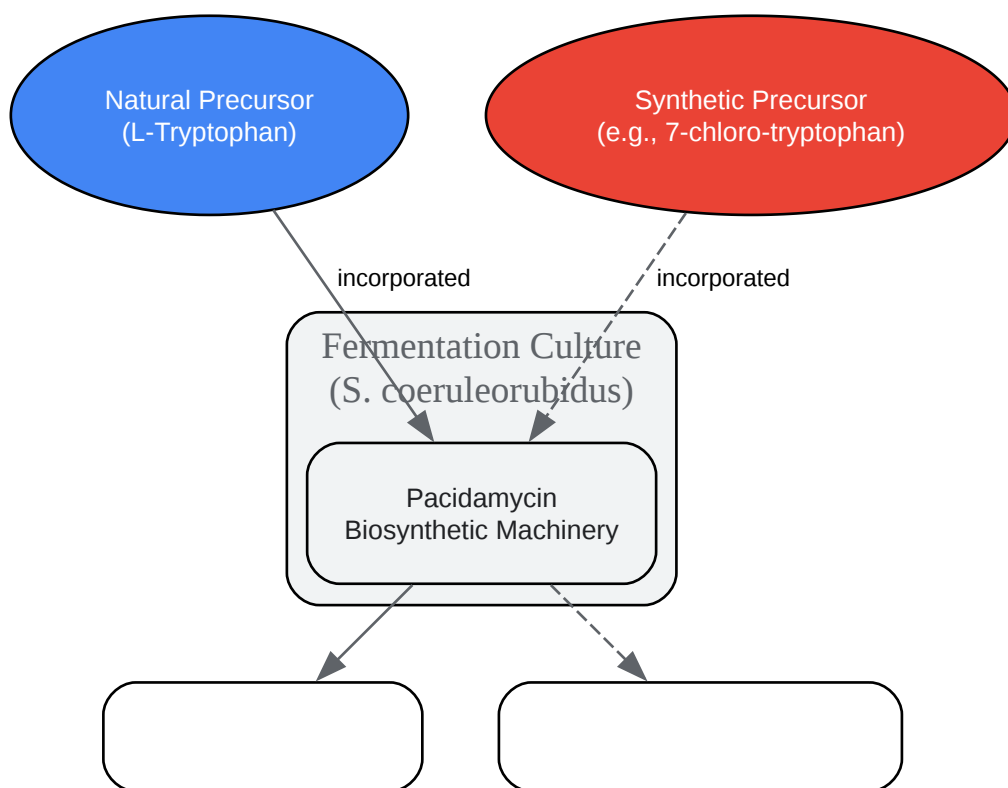 Natural Precursor
(L-Tryptophan)
Synthetic Precursor
(e.g., 7-chloro-tryptophan)
incorporated
incorporated
Fermentation Culture
(S. coeruleorubidus)
Pacidamycin
Biosynthetic Machinery